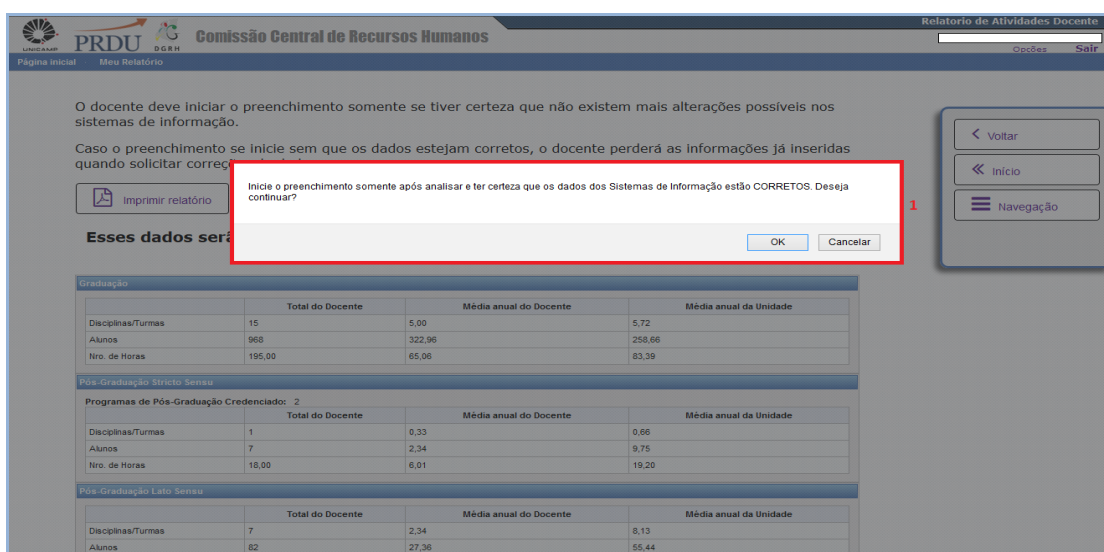 Relatorio de Atividades Docente
UNICAMP PRDU DGRH Comissão Central de Recursos Humanos
Opções Sair
Página inicial Meu Relatório
O docente deve iniciar o preenchimento somente se tiver certeza que não existem mais alterações possíveis nos
sistemas de informação.
Caso o preenchimento se inicie sem que os dados estejam corretos, o docente perderá as informações já inseridas
quando solicitar
Voltar
Início
Navegação
Imprimir relatório
Inicie o preenchimento somente após analisar e ter certeza que os dados dos Sistemas de Informação estão CORRETOS. Deseja
continuar?
OK Cancelar
1
Esses dados
Graduação
Total do Docente Média anual do Docente Média anual da Unidade
Disciplinas/Turmas 15 5,00 5,72
Alunos 968 322,96 258,66
Nro. de Horas 195,00 65,06 83,39
Pós-Graduação Stricto Sensu
Programas de Pós-Graduação Credenciado: 2
Total do Docente Média anual do Docente Média anual da Unidade
Disciplinas/Turmas 1 0,33 0,66
Alunos 7 2,34 9,75
Nro. de Horas 18,00 6,01 19,20
Pós-Graduação Lato Sensu
Total do Docente Média anual do Docente Média anual da Unidade
Disciplinas/Turmas 7 2,34 8,13
Alunos 82 27,36 55,44